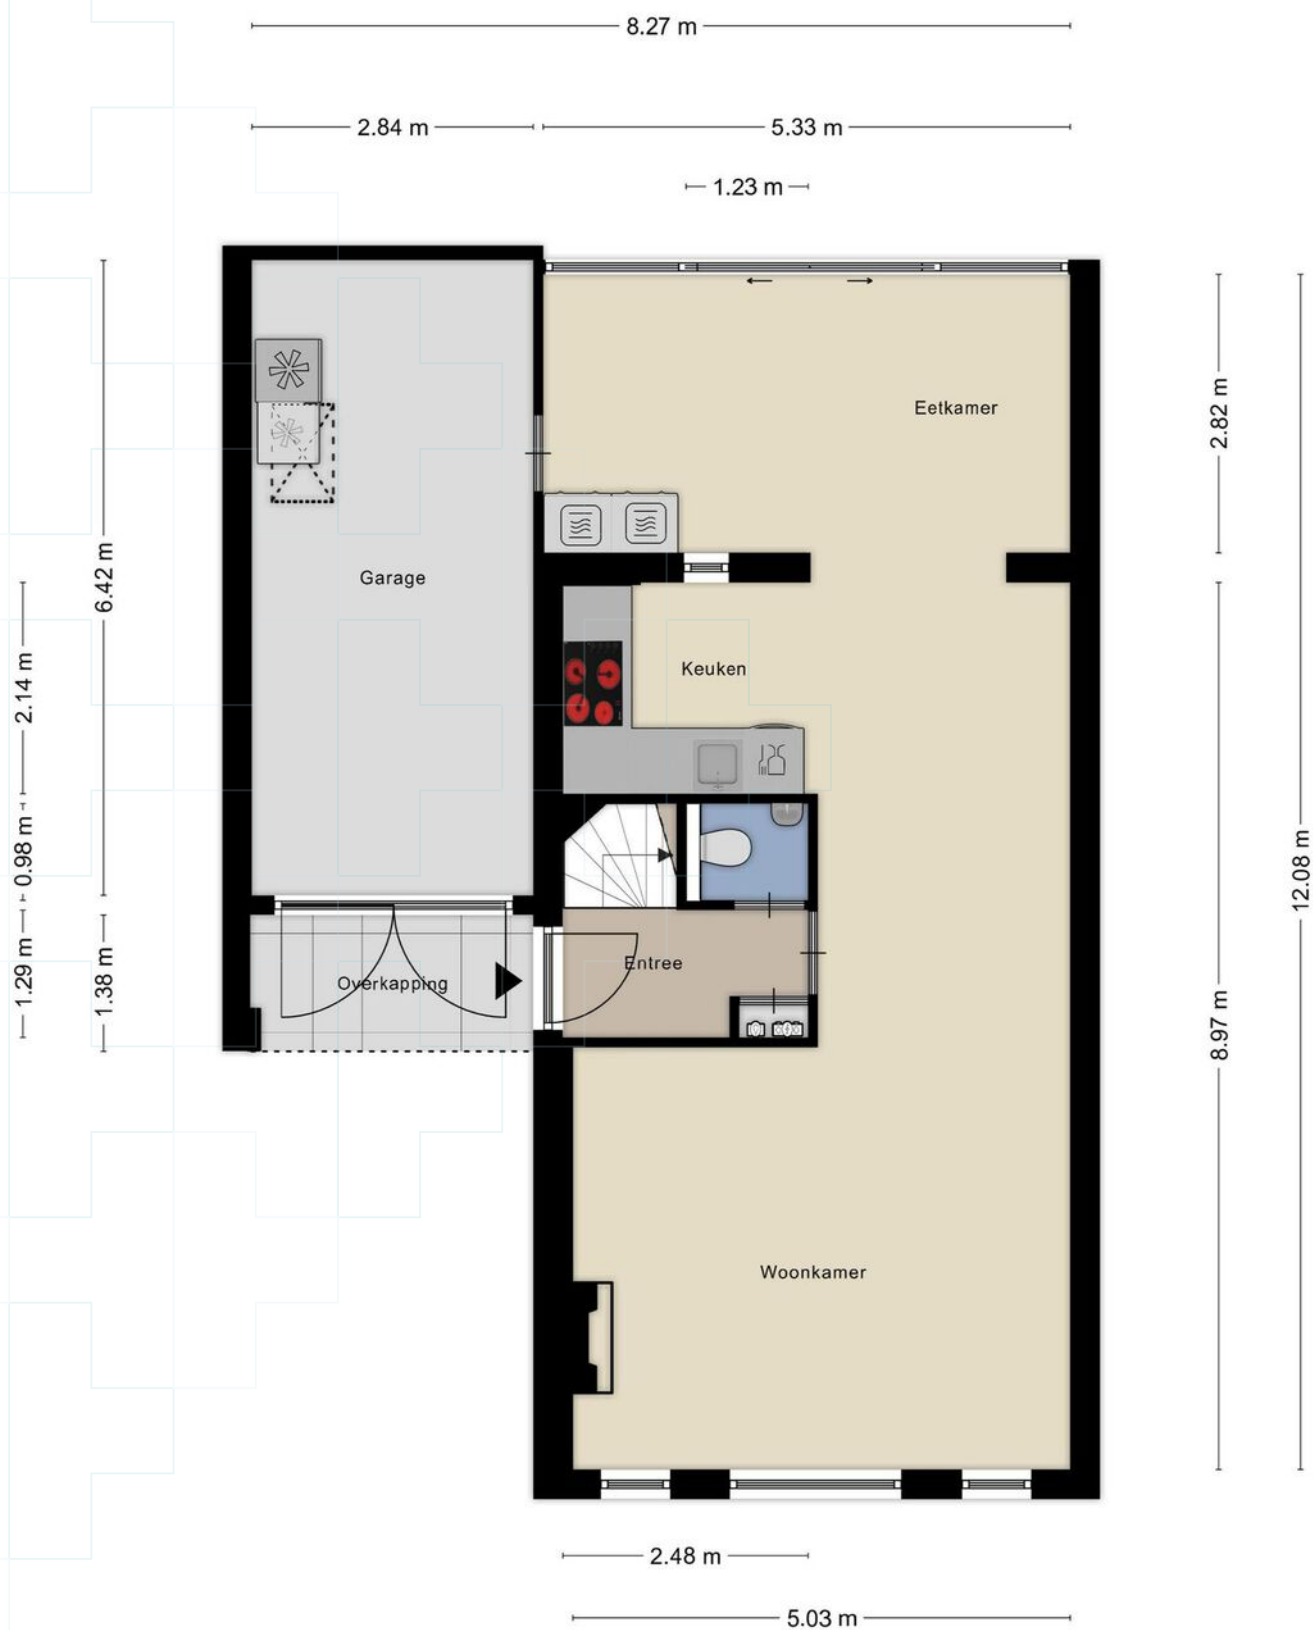 8.27 m
2.84 m
5.33 m
1.23 m
Eetkamer
2.82 m
6.42 m
Garage
2.14 m
Keuken
0.98 m
12.08 m
Entree
Overkapping
1.29 m
1.38 m
8.97 m
Woonkamer
2.48 m
5.03 m